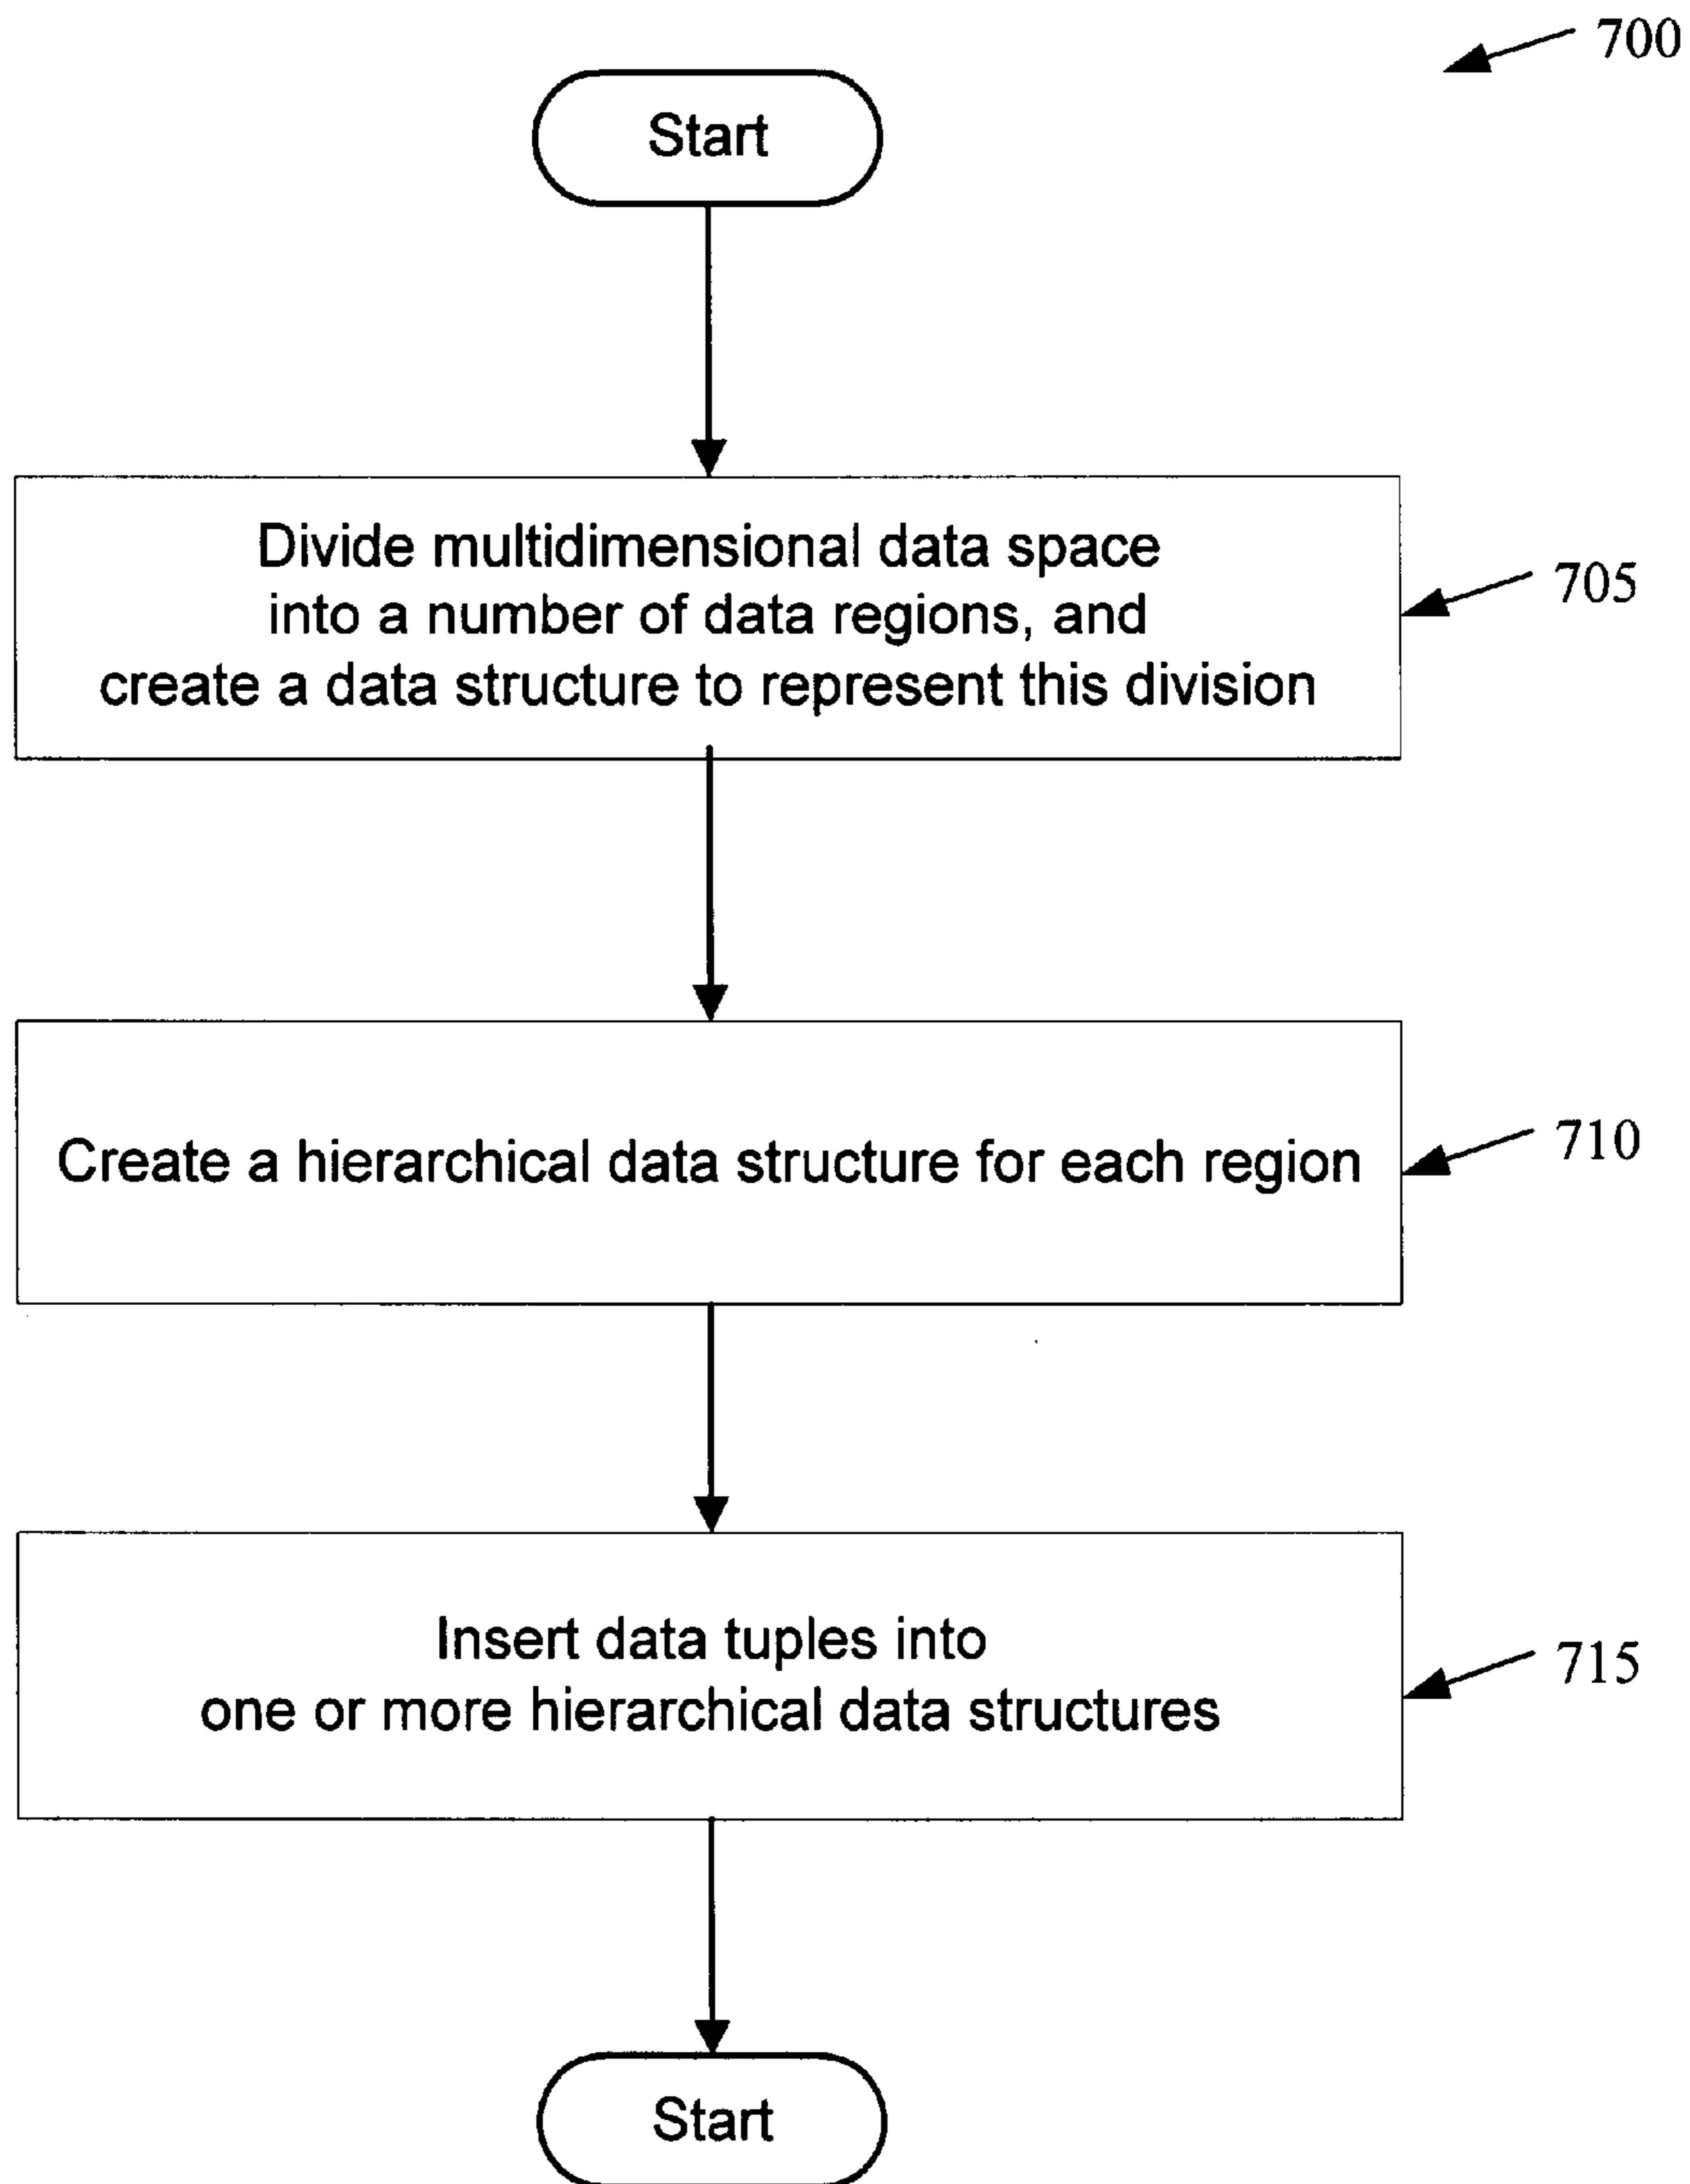 700
Start
Divide multidimensional data space
into a number of data regions, and
create a data structure to represent this division
705
Create a hierarchical data structure for each region
710
Insert data tuples into
one or more hierarchical data structures
715
Start